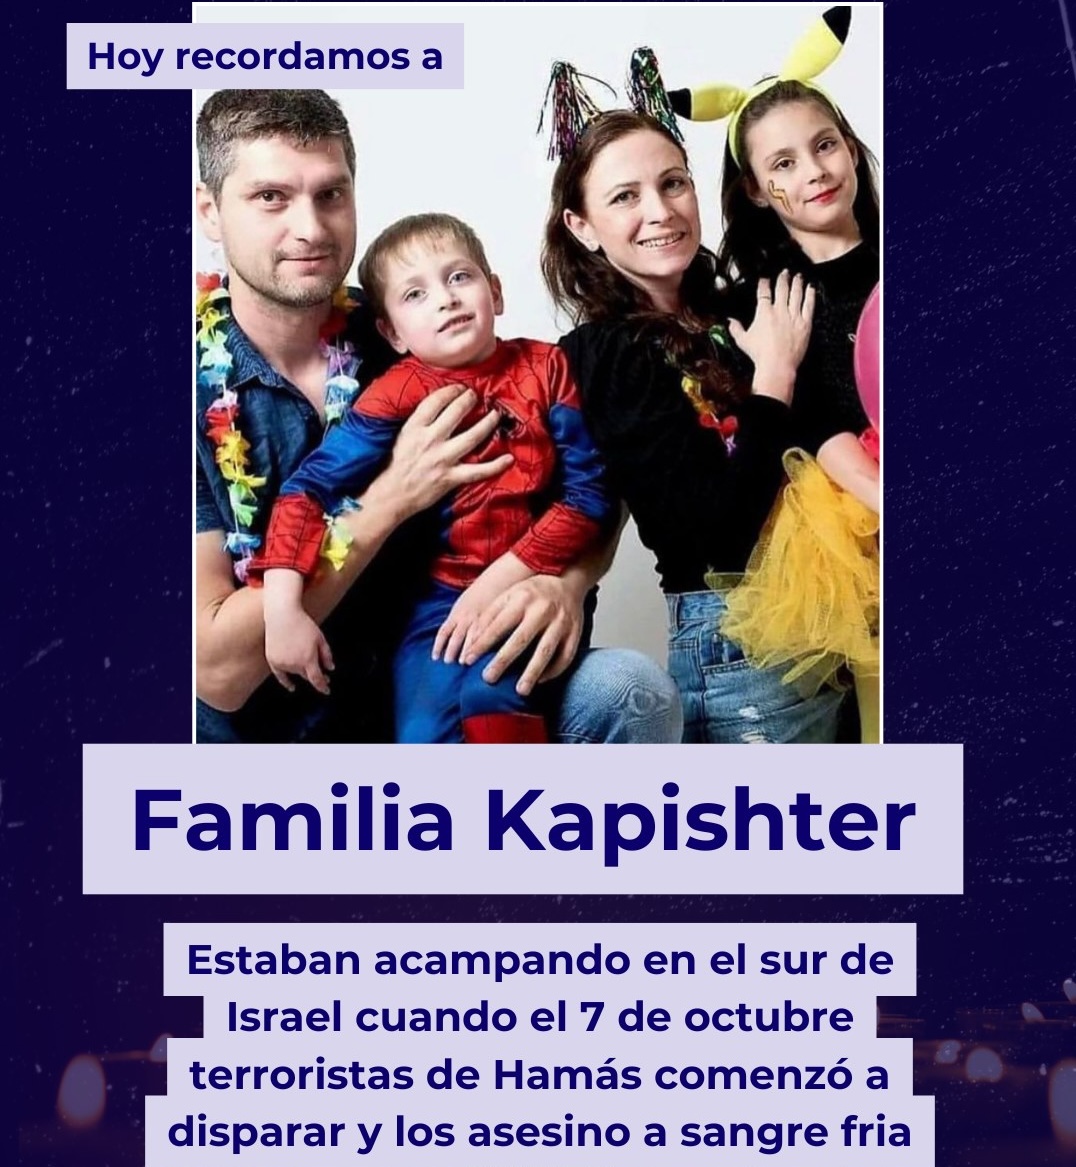 Hoy recordamos a
Familia Kapishter
Estaban acampando en el sur de
Israel cuando el 7 de octubre
terroristas de Hamás comenzó a
disparar y los asesino a sangre fria